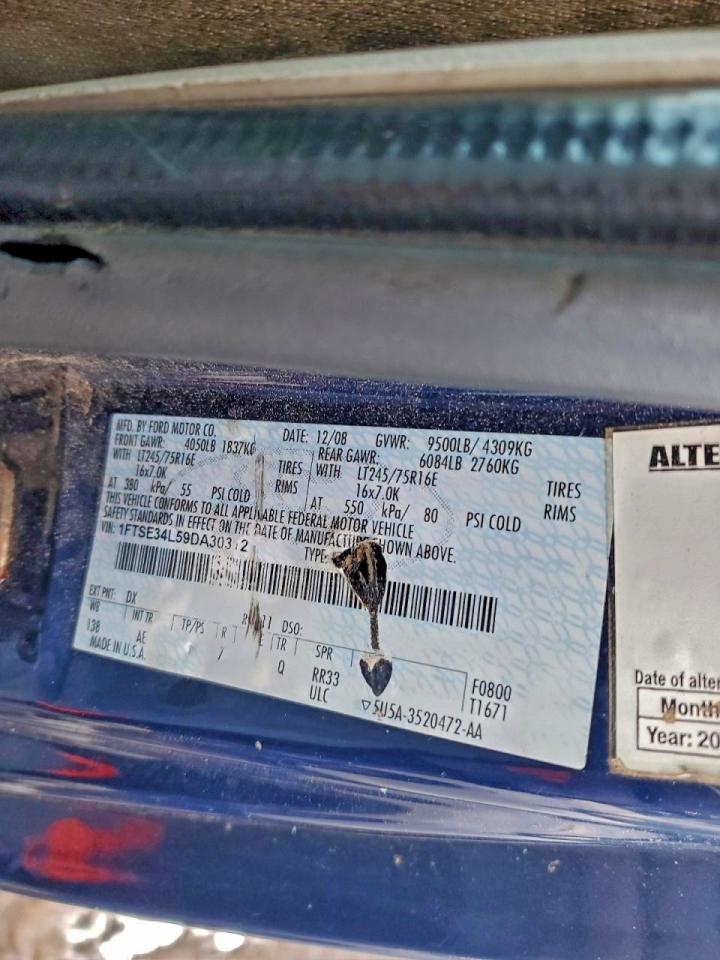 MFD. BY FORD MOTOR CO. DATE: 12/08 GVWR: 9500LB/ 4309KG
FRONT GAWR: 4050LB 1837KG REAR GAWR: 6084LB 2760KG
WITH LT245/75R16E TIRES WITH LT245/75R16E TIRES
16x7.0K RIMS 16x7.0K RIMS
AT 380 kPa/ 55 PSI COLD AT 550 kPa/ 80 PSI COLD
THIS VEHICLE CONFORMS TO ALL APPLICABLE FEDERAL MOTOR VEHICLE
SAFETY STANDARDS IN EFFECT ON THE DATE OF MANUFACTURE SHOWN ABOVE.
VIN: 1FTSE34L59DA303 2 TYPE
EXT PNT: DX DSO:
WB INT TR TP/PS R TR SPR
138 AE 7 Q RR33 F0800
MADE IN U.S.A. ULC T1671
▽5U5A-3520472-AA
ALTE
Date of alter
Month
Year: 20